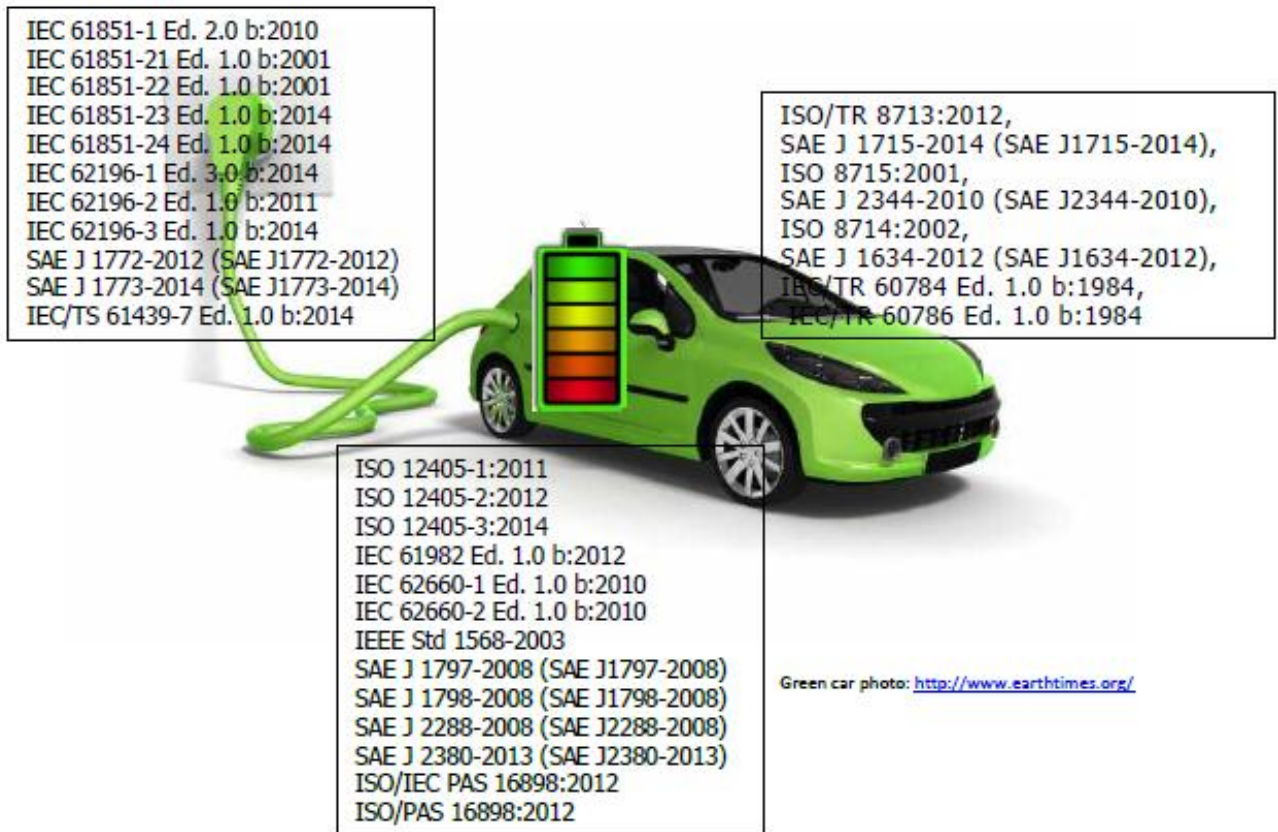 IEC 61851-1 Ed. 2.0 b:2010
IEC 61851-21 Ed. 1.0 b:2001
IEC 61851-22 Ed. 1.0 b:2001
IEC 61851-23 Ed. 1.0 b:2014
IEC 61851-24 Ed. 1.0 b:2014
IEC 62196-1 Ed. 3.0 b:2014
IEC 62196-2 Ed. 1.0 b:2011
IEC 62196-3 Ed. 1.0 b:2014
SAE J 1772-2012 (SAE J1772-2012)
SAE J 1773-2014 (SAE J1773-2014)
IEC/TS 61439-7 Ed. 1.0 b:2014
ISO/TR 8713:2012,
SAE J 1715-2014 (SAE J1715-2014),
ISO 8715:2001,
SAE J 2344-2010 (SAE J2344-2010),
ISO 8714:2002,
SAE J 1634-2012 (SAE J1634-2012),
IEC/TR 60784 Ed. 1.0 b:1984,
IEC/TR 60786 Ed. 1.0 b:1984
ISO 12405-1:2011
ISO 12405-2:2012
ISO 12405-3:2014
IEC 61982 Ed. 1.0 b:2012
IEC 62660-1 Ed. 1.0 b:2010
IEC 62660-2 Ed. 1.0 b:2010
IEEE Std 1568-2003
SAE J 1797-2008 (SAE J1797-2008)
SAE J 1798-2008 (SAE J1798-2008)
SAE J 2288-2008 (SAE J2288-2008)
SAE J 2380-2013 (SAE J2380-2013)
ISO/IEC PAS 16898:2012
ISO/PAS 16898:2012
Green car photo: http://www.earthtimes.org/